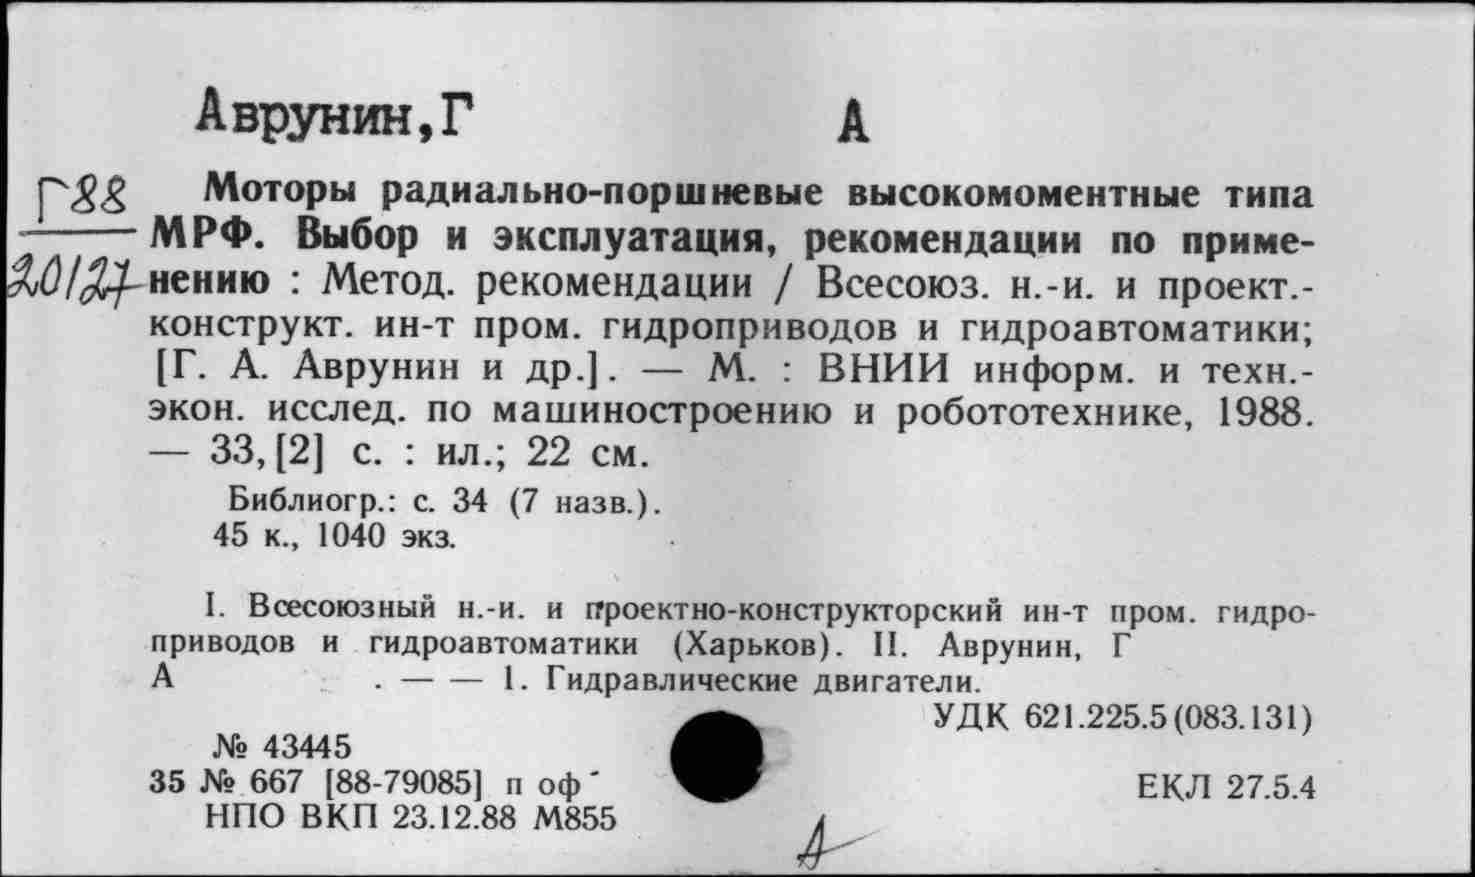 Аврунин,Г А
Г88 Моторы радиально-поршневые высокомоментные типа
МРФ. Выбор и эксплуатация, рекомендации по приме-
нению : Метод. рекомендации / Всесоюз. н.-и. и проект.-
конструкт. ин-т пром. гидроприводов и гидроавтоматики;
[Г. А. Аврунин и др.]. — М. : ВНИИ информ. и техн.-
экон. исслед. по машиностроению и робототехнике, 1988.
— 33, [2] с. : ил.; 22 см.
Библиогр.: с. 34 (7 назв.).
45 к., 1040 экз.
I. Всесоюзный н.-и. и проектно-конструкторский ин-т пром. гидро-
приводов и гидроавтоматики (Харьков). II. Аврунин, Г
А . — — 1. Гидравлические двигатели.
УДК 621.225.5(083.131)
№ 43445
35 № 667 [88-79085] п оф
ЕКЛ 27.5.4
НПО ВКП 23.12.88 М855